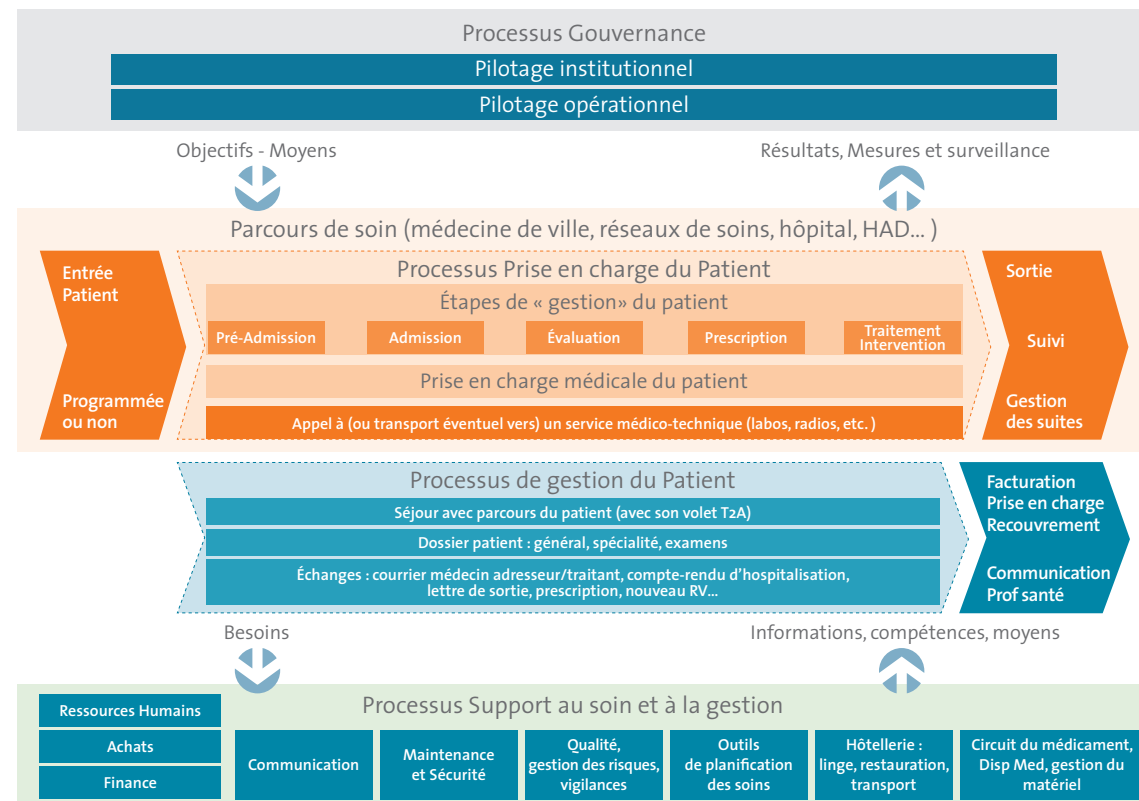 Processus Gouvernance
Pilotage institutionnel
Pilotage opérationnel
Objectifs - Moyens
Résultats, Mesures et surveillance
Parcours de soin (médecine de ville, réseaux de soins, hôpital, HAD... )
Entrée
Patient
Programmée
ou non
Processus Prise en charge du Patient
Étapes de « gestion» du patient
Pré-Admission
Admission
Évaluation
Prescription
Traitement
Intervention
Prise en charge médicale du patient
Appel à (ou transport éventuel vers) un service médico-technique (labos, radios, etc. )
Sortie
Suivi
Gestion
des suites
Processus de gestion du Patient
Séjour avec parcours du patient (avec son volet T2A)
Dossier patient : général, spécialité, examens
Échanges : courrier médecin adresseur/traitant, compte-rendu d'hospitalisation,
lettre de sortie, prescription, nouveau RV...
Facturation
Prise en charge
Recouvrement
Communication
Prof santé
Besoins
Informations, compétences, moyens
Processus Support au soin et à la gestion
Ressources Humains
Achats
Finance
Communication
Maintenance
et Sécurité
Qualité,
gestion des risques,
vigilances
Outils
de planification
des soins
Hôtellerie :
linge, restauration,
transport
Circuit du médicament,
Disp Med, gestion du
matériel